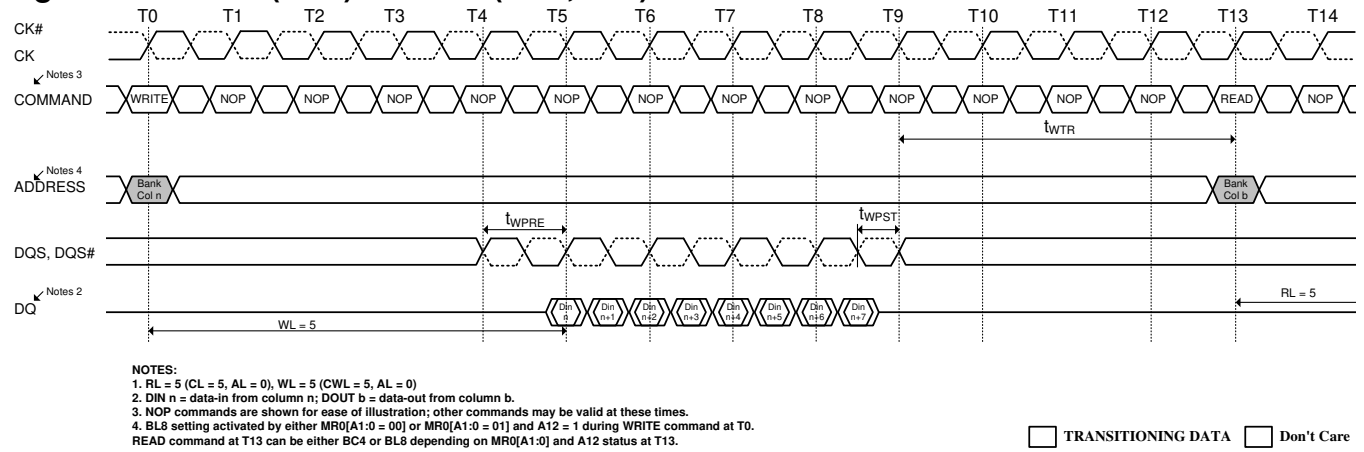 T0 T1 T2 T3 T4 T5 T6 T7 T8 T9 T10 T11 T12 T13 T14
CK#
CK
Notes 3
COMMAND WRITE NOP NOP NOP NOP NOP NOP NOP NOP NOP NOP NOP NOP READ NOP
tWTR
Notes 4
ADDRESS
Bank Bank
Col n Col b
tWPRE tWPST
DQS, DQS#
Notes 2
DQ
Din Din Din Din Din Din Din Din
n n+1 n+2 n+3 n+4 n+5 n+6 n+7
RL = 5
WL = 5
NOTES:
1. RL = 5 (CL = 5, AL = 0), WL = 5 (CWL = 5, AL = 0)
2. DIN n = data-in from column n; DOUT b = data-out from column b.
3. NOP commands are shown for ease of illustration; other commands may be valid at these times.
4. BL8 setting activated by either MR0[A1:0 = 00] or MR0[A1:0 = 01] and A12 = 1 during WRITE command at T0.
READ command at T13 can be either BC4 or BL8 depending on MR0[A1:0] and A12 status at T13.
TRANSITIONING DATA Don't Care